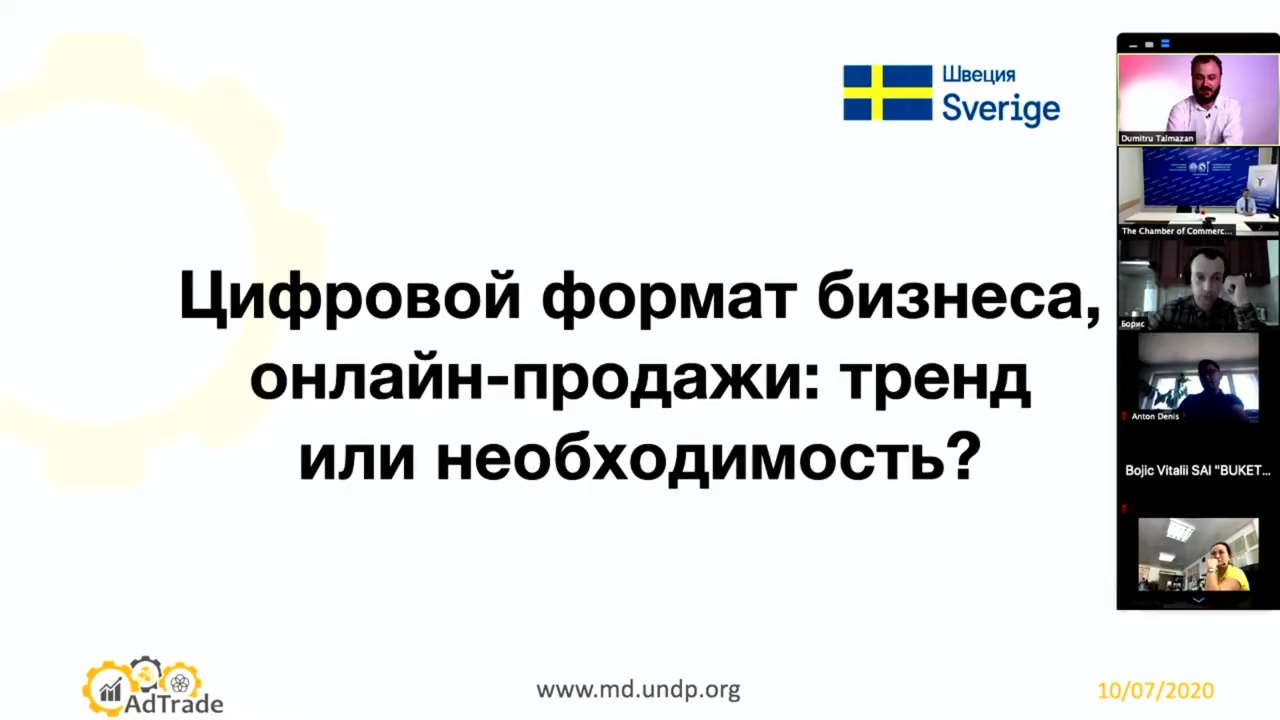 Швеция
Sverige
Цифровой формат бизнеса,
онлайн-продажи: тренд
или необходимость?
AdTrade
www.md.undp.org
10/07/2020
Dumitru Talmazan
The Chamber of Commerc...
Борис
Anton Denis
Bojic Vitalii SAI "BUKET...